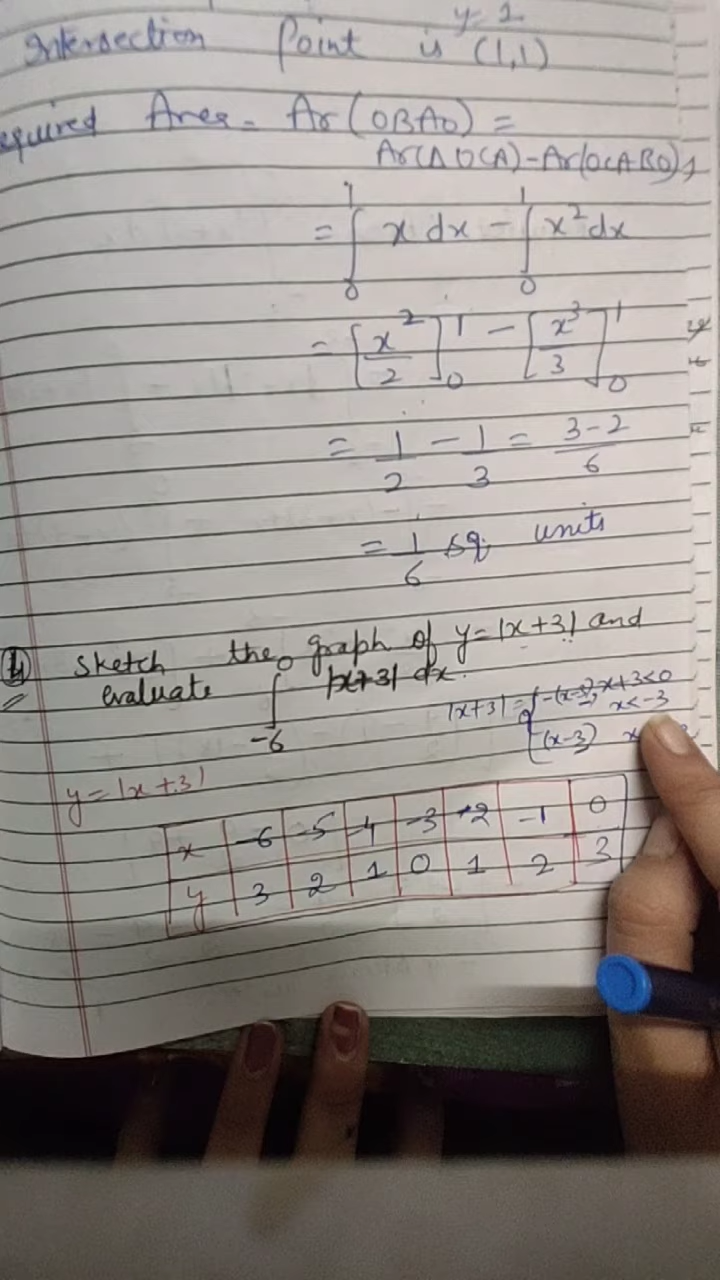 y=1
Intersection Point is (1,1)
equired Area = Ar(OBAO) =
Ar(ΔOCA)-Ar(OCABO)
= ∫₀¹ x dx - ∫₀¹ x² dx
= [x²/2]₀¹ - [x³/3]₀¹
= 1/2 - 1/3 = 3-2/6
= 1/6 sq. units
4) Sketch the graph of y=|x+3| and
evaluate ∫₋₆⁰ |x+3| dx.
|x+3| = { x+3<0
x<-3
(x-3) x
y=|x+3|
x -6 -5 -4 -3 -2 -1 0
y 3 2 1 0 1 2 3